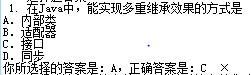 1. 在Java中，能实现多重继承效果的方式是
A．内部类
B．适配器
C．接口
D．同步
你所选择的答案是：A，正确答案是：C ×